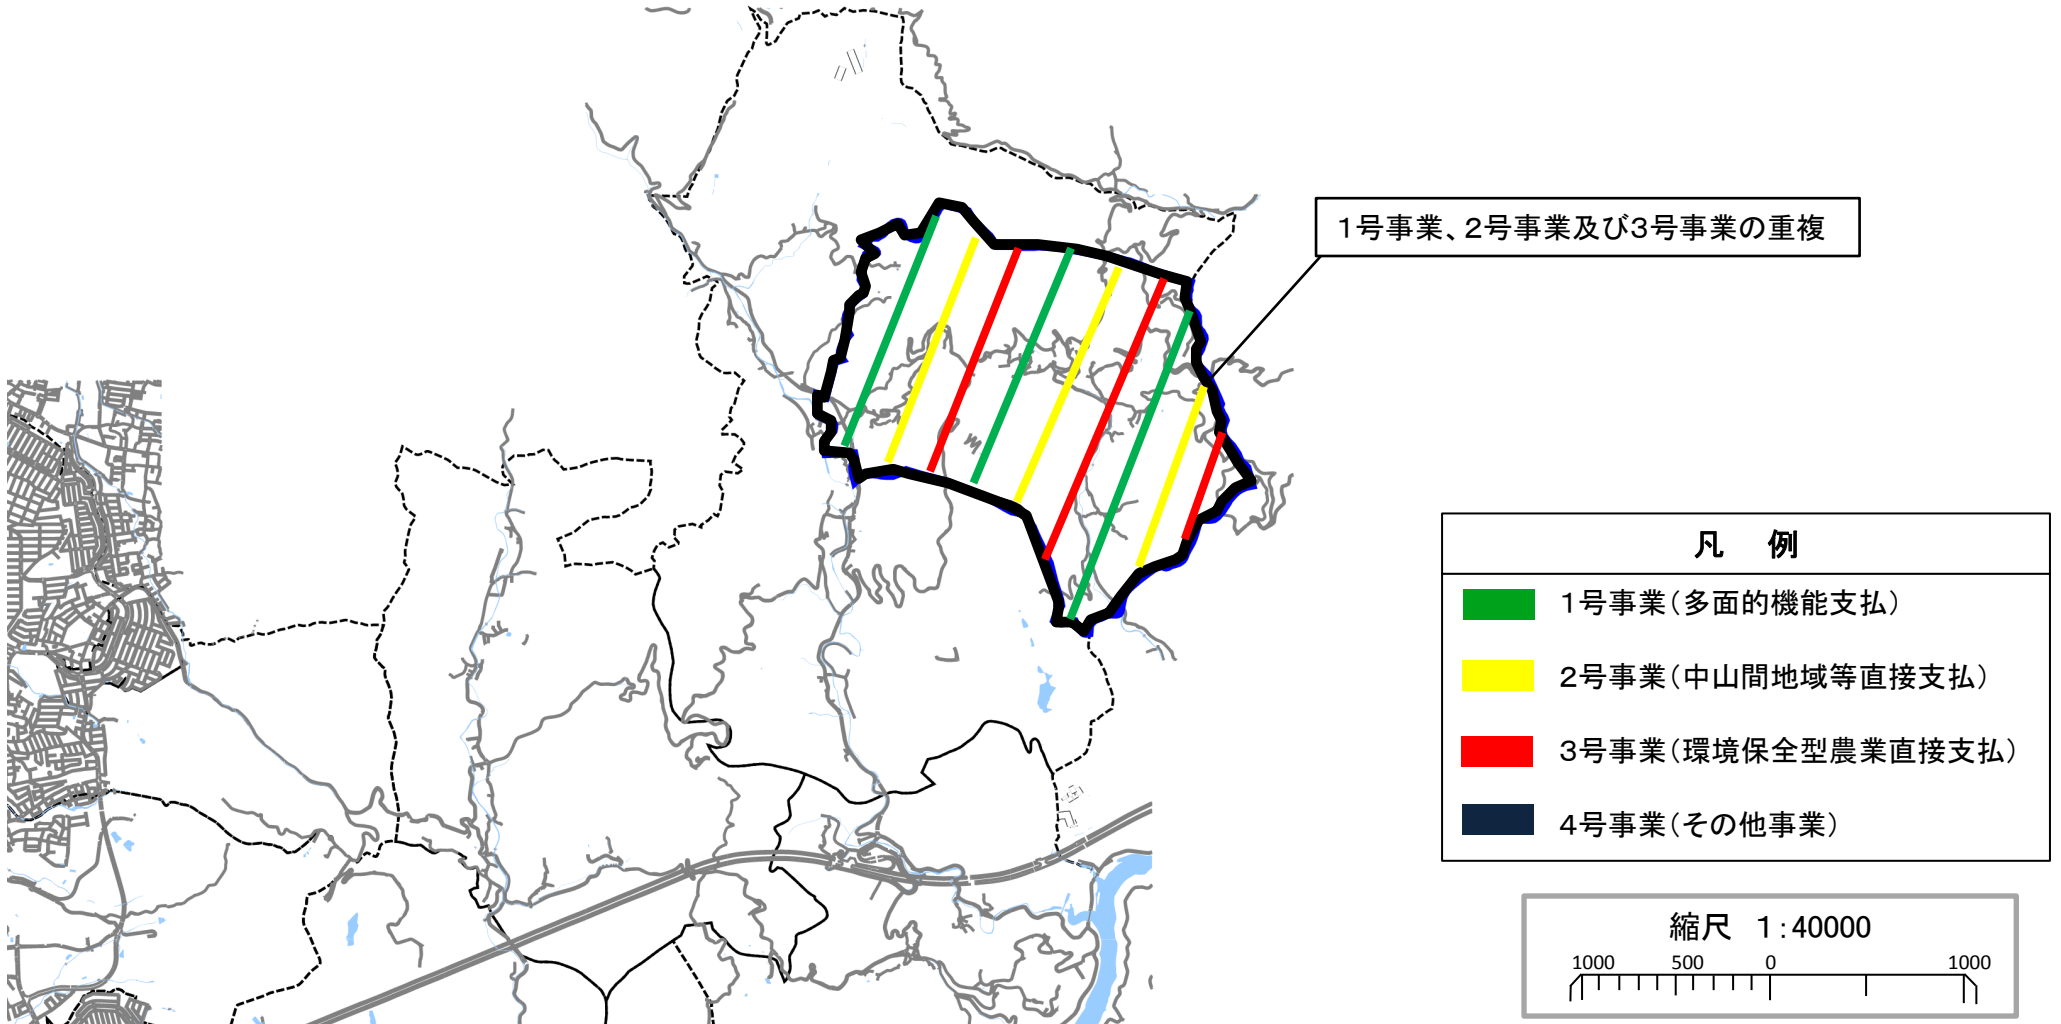 1号事業、2号事業及び3号事業の重複
凡　例
1号事業（多面的機能支払）
2号事業（中山間地域等直接支払）
3号事業（環境保全型農業直接支払）
4号事業（その他事業）
縮尺　1：40000
1000 500 0 1000